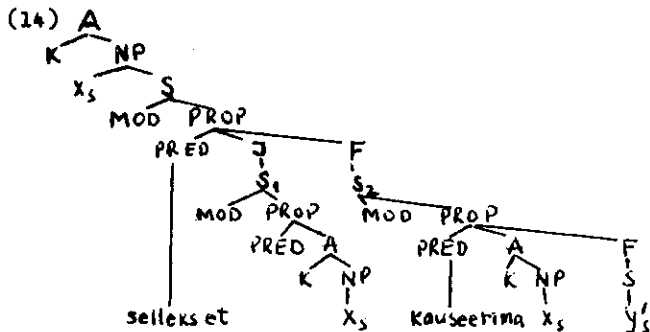 (14) A
K NP
Xs S
MOD PROP
PRED J F
S1 S2
MOD PROP MOD PROP
PRED A PRED A F
K NP K NP S
selleks et Xs kauseerima Xs y's